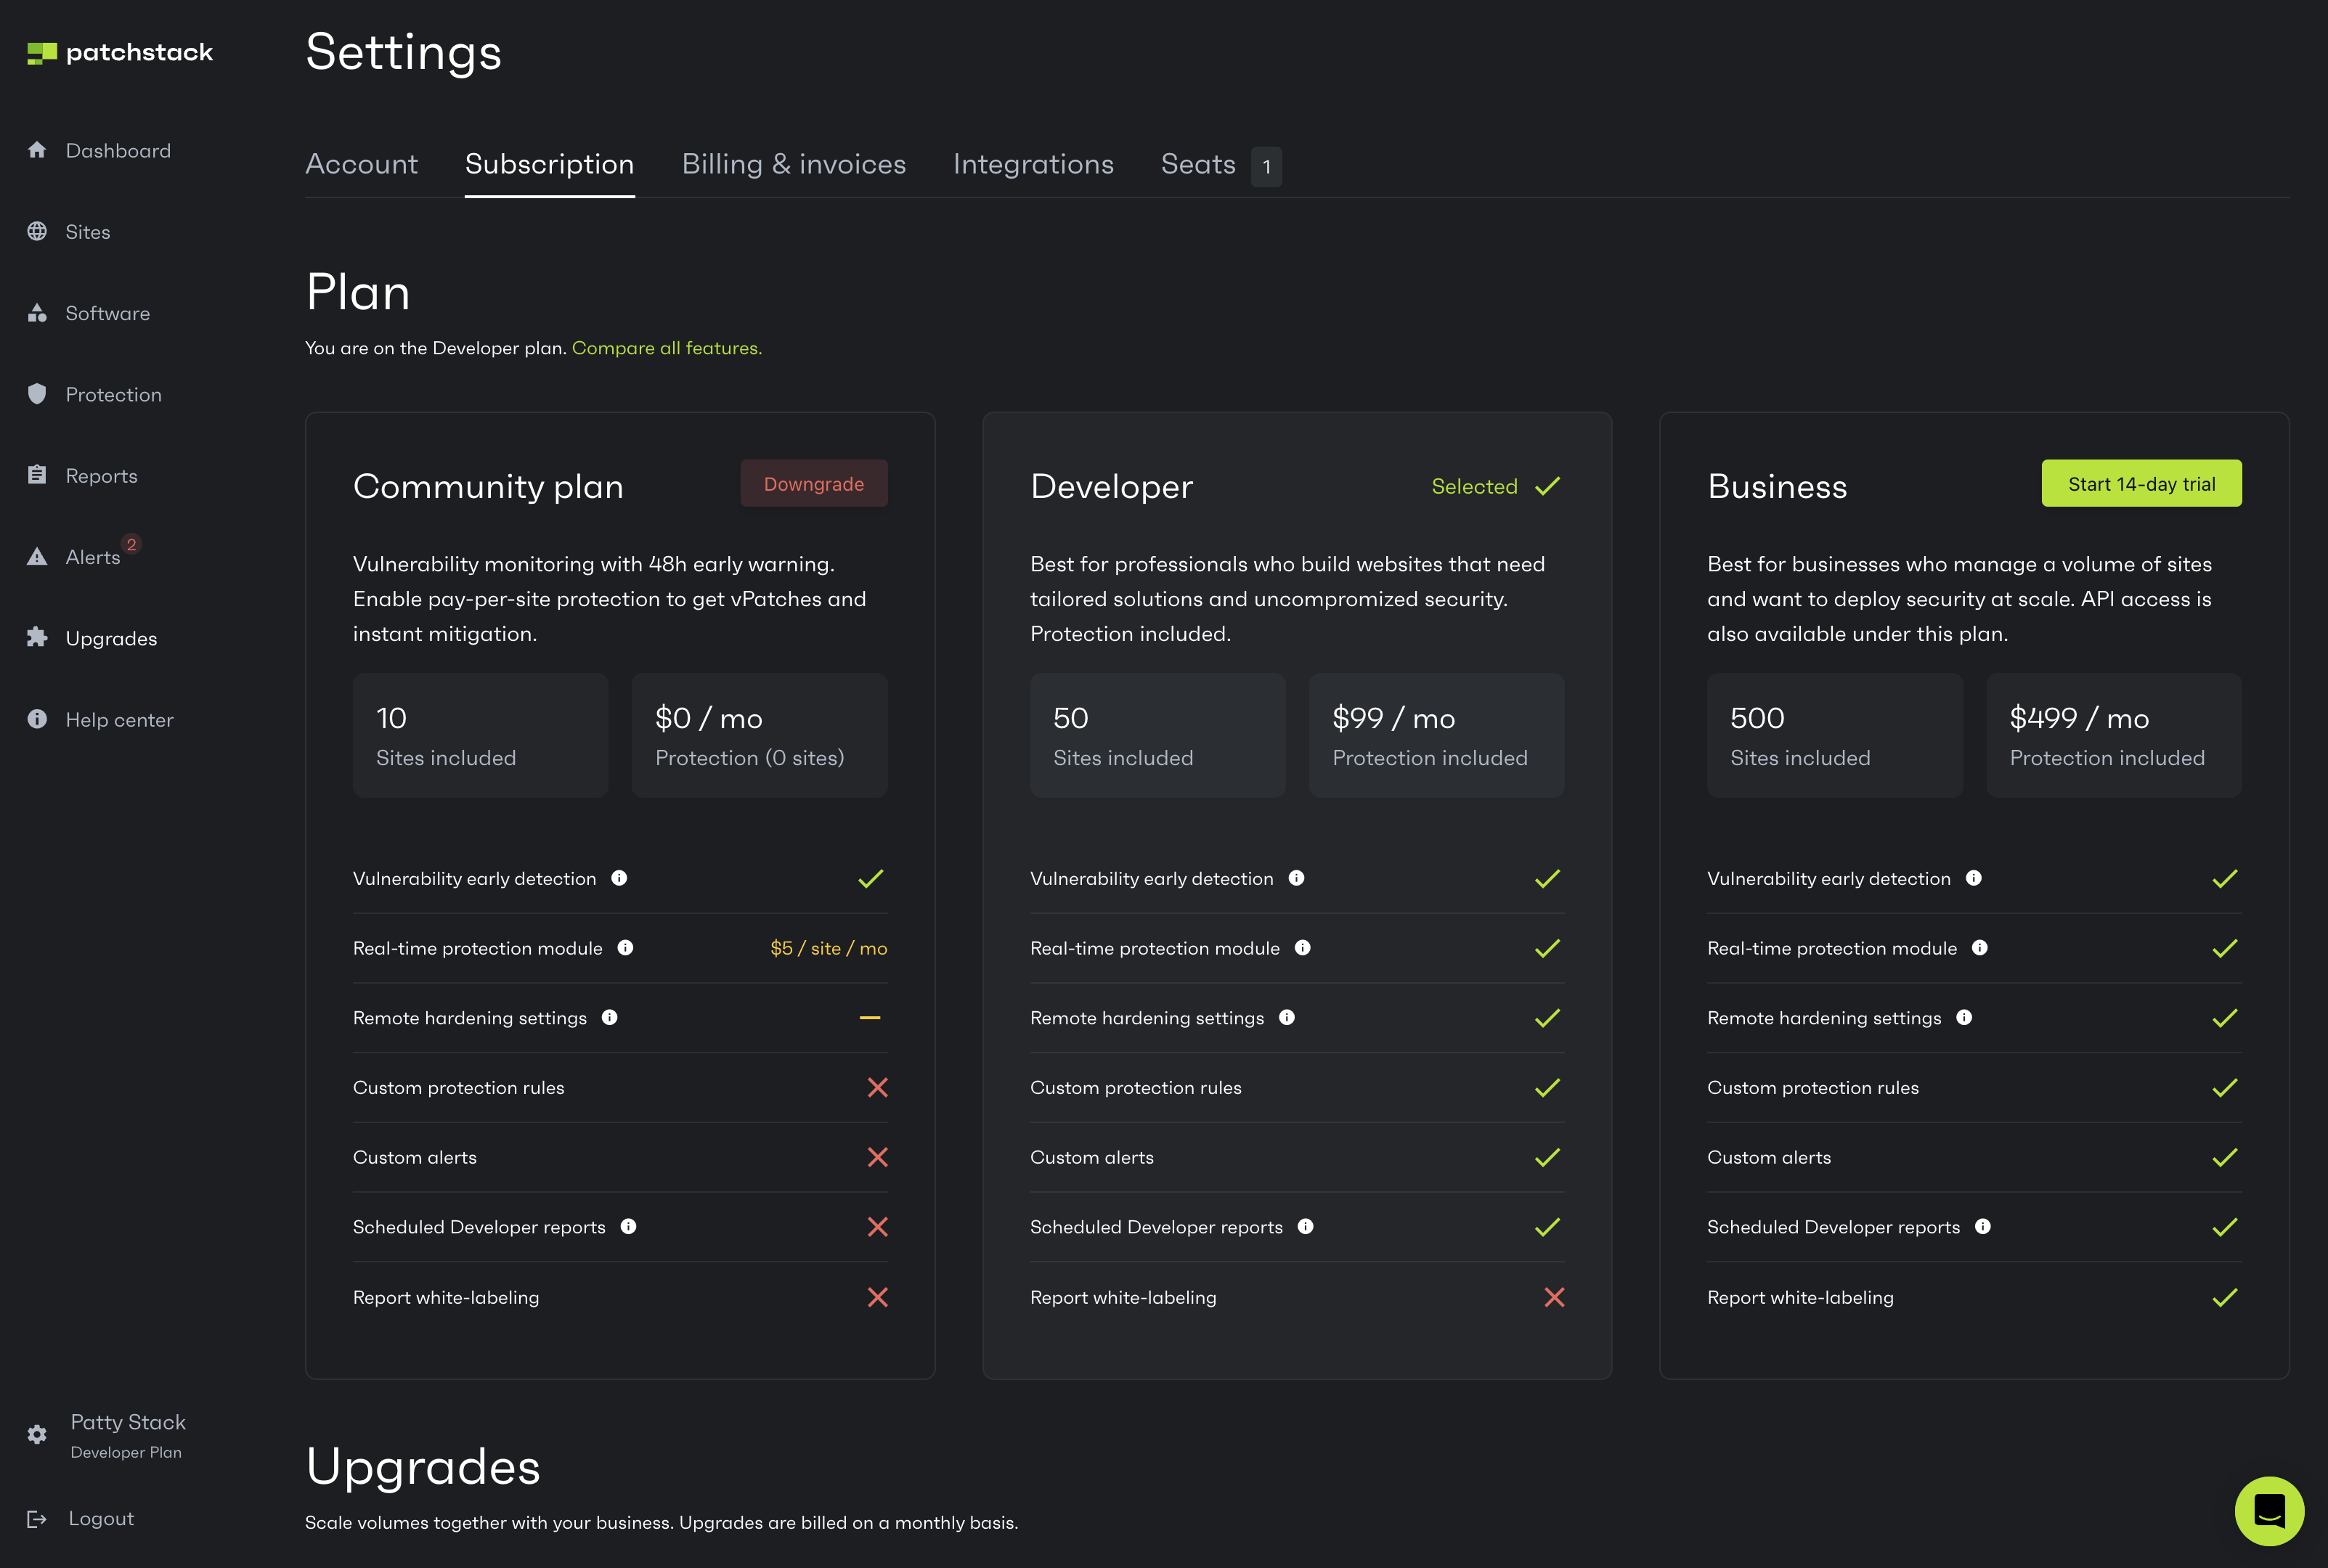 patchstack
Settings
Dashboard
Sites
Software
Protection
Reports
Alerts 2
Upgrades
Help center
Patty Stack
Developer Plan
Logout
Account Subscription Billing & invoices Integrations Seats 1
Plan
You are on the Developer plan. Compare all features.
Community plan
Downgrade
Vulnerability monitoring with 48h early warning.
Enable pay-per-site protection to get vPatches and
instant mitigation.
10
Sites included
$0 / mo
Protection (0 sites)
Vulnerability early detection
Real-time protection module $5 / site / mo
Remote hardening settings
Custom protection rules
Custom alerts
Scheduled Developer reports
Report white-labeling
Developer
Selected
Best for professionals who build websites that need
tailored solutions and uncompromized security.
Protection included.
50
Sites included
$99 / mo
Protection included
Vulnerability early detection
Real-time protection module
Remote hardening settings
Custom protection rules
Custom alerts
Scheduled Developer reports
Report white-labeling
Business
Start 14-day trial
Best for businesses who manage a volume of sites
and want to deploy security at scale. API access is
also available under this plan.
500
Sites included
$499 / mo
Protection included
Vulnerability early detection
Real-time protection module
Remote hardening settings
Custom protection rules
Custom alerts
Scheduled Developer reports
Report white-labeling
Upgrades
Scale volumes together with your business. Upgrades are billed on a monthly basis.